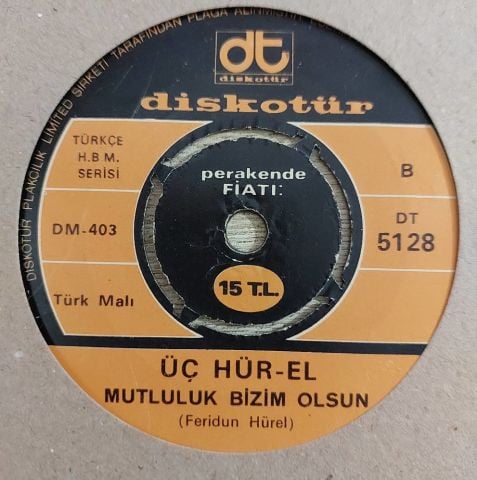 DISKOTÜR PLAKÇILIK LIMITED ŞIRKETI TARAFINDAN PLAĞA ALINMIŞTIR
dt
diskotür
diskotür
TÜRKÇE
H.B.M.
SERİSİ
B
perakende
FİATI:
DM-403
DT
5128
Türk Malı
15 T.L.
ÜÇ HÜR-EL
MUTLULUK BİZİM OLSUN
(Feridun Hürel)